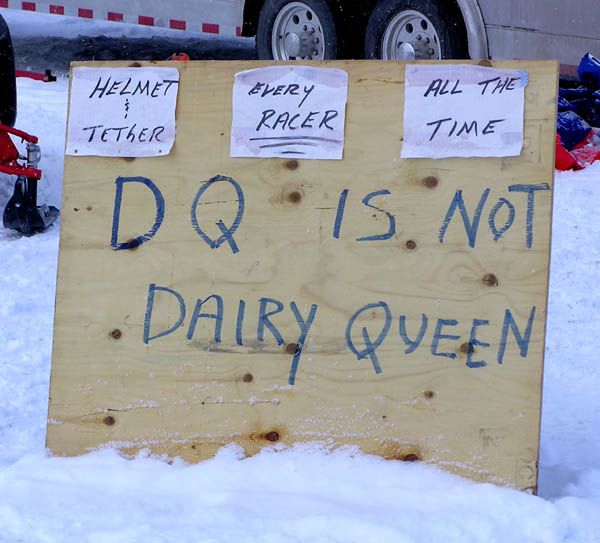 HELMET
&
TETHER
EVERY
RACER
ALL THE
TIME
DQ IS NOT
DAIRY QUEEN